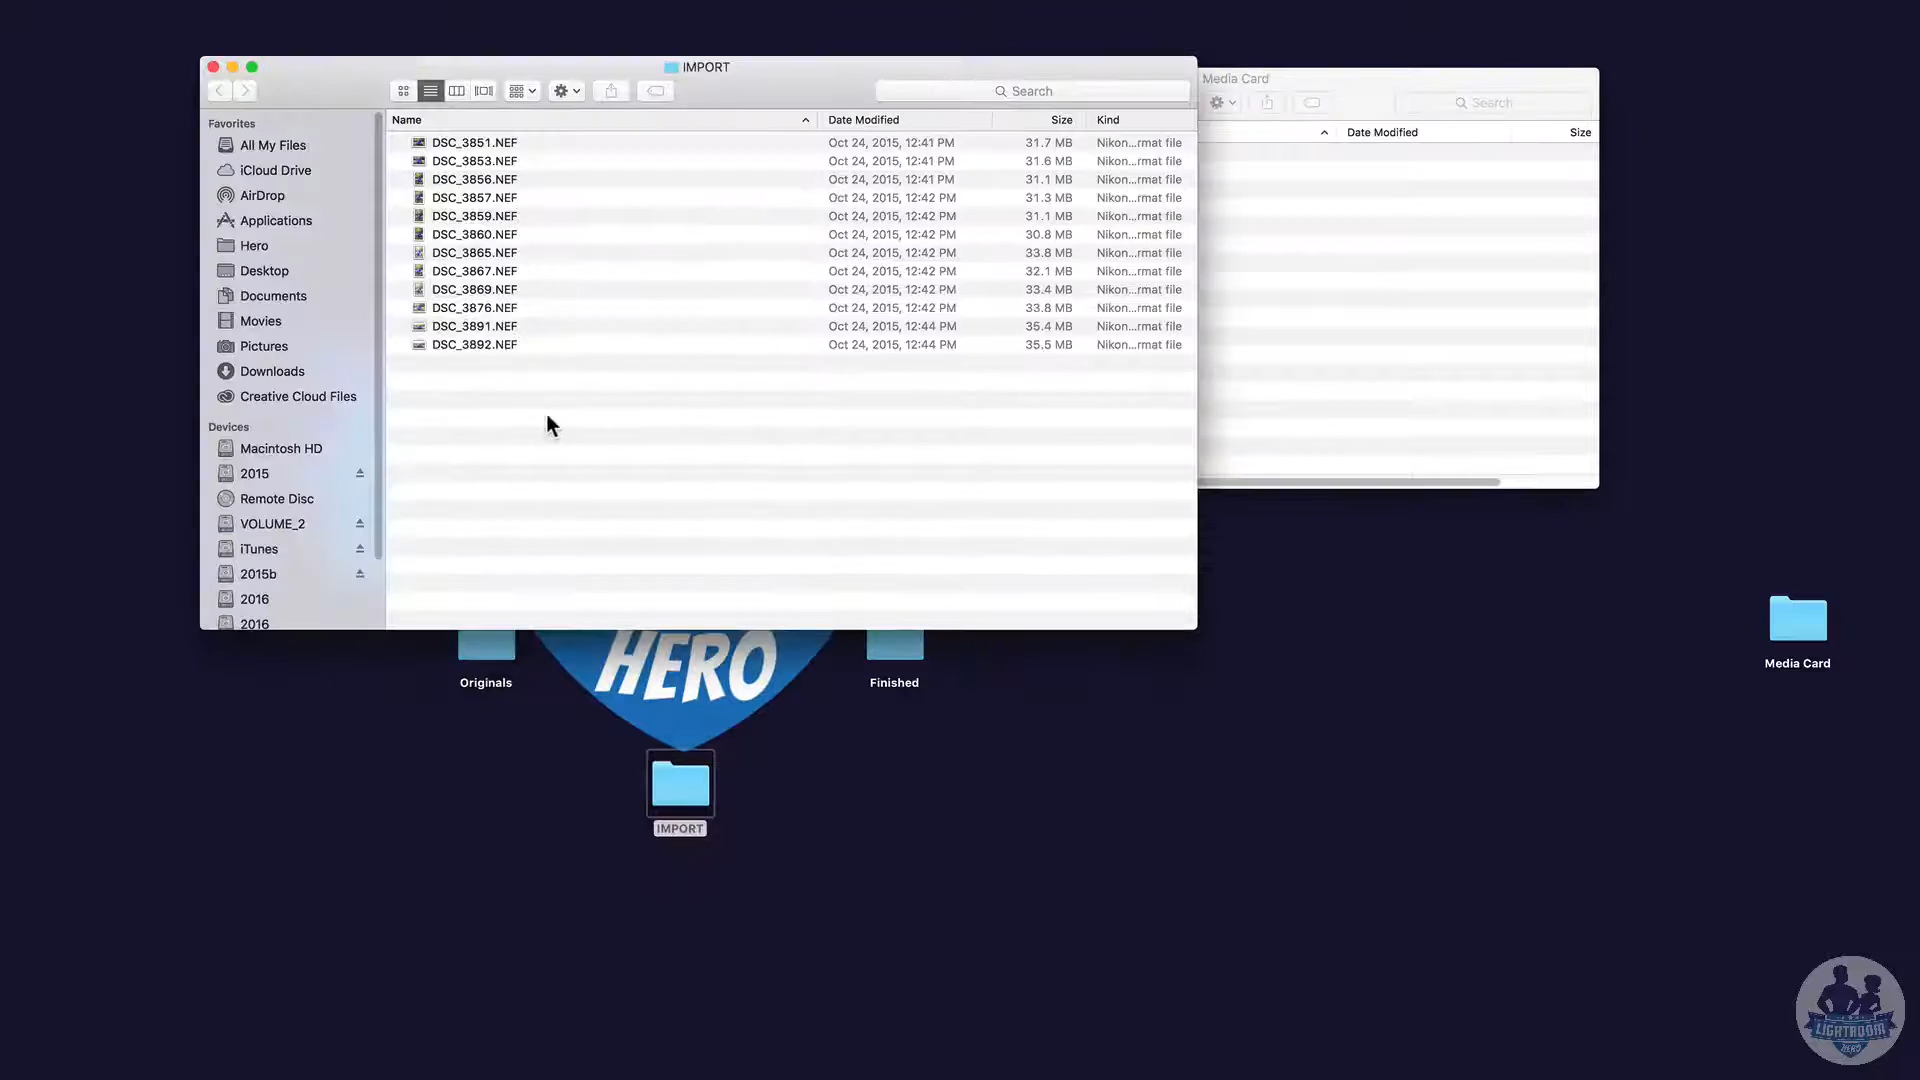 IMPORT
Search
Media Card
Search
Name Date Modified Size Kind
Date Modified Size
Favorites
All My Files
iCloud Drive
AirDrop
Applications
Hero
Desktop
Documents
Movies
Pictures
Downloads
Creative Cloud Files
Devices
Macintosh HD
2015
Remote Disc
VOLUME_2
iTunes
2015b
2016
2016
DSC_3851.NEF Oct 24, 2015, 12:41 PM 31.7 MB Nikon...rmat file
DSC_3853.NEF Oct 24, 2015, 12:41 PM 31.6 MB Nikon...rmat file
DSC_3856.NEF Oct 24, 2015, 12:41 PM 31.1 MB Nikon...rmat file
DSC_3857.NEF Oct 24, 2015, 12:42 PM 31.3 MB Nikon...rmat file
DSC_3859.NEF Oct 24, 2015, 12:42 PM 31.1 MB Nikon...rmat file
DSC_3860.NEF Oct 24, 2015, 12:42 PM 30.8 MB Nikon...rmat file
DSC_3865.NEF Oct 24, 2015, 12:42 PM 33.8 MB Nikon...rmat file
DSC_3867.NEF Oct 24, 2015, 12:42 PM 32.1 MB Nikon...rmat file
DSC_3869.NEF Oct 24, 2015, 12:42 PM 33.4 MB Nikon...rmat file
DSC_3876.NEF Oct 24, 2015, 12:42 PM 33.8 MB Nikon...rmat file
DSC_3891.NEF Oct 24, 2015, 12:44 PM 35.4 MB Nikon...rmat file
DSC_3892.NEF Oct 24, 2015, 12:44 PM 35.5 MB Nikon...rmat file
HERO
Originals
Finished
Media Card
IMPORT
LIGHTROOM
HERO